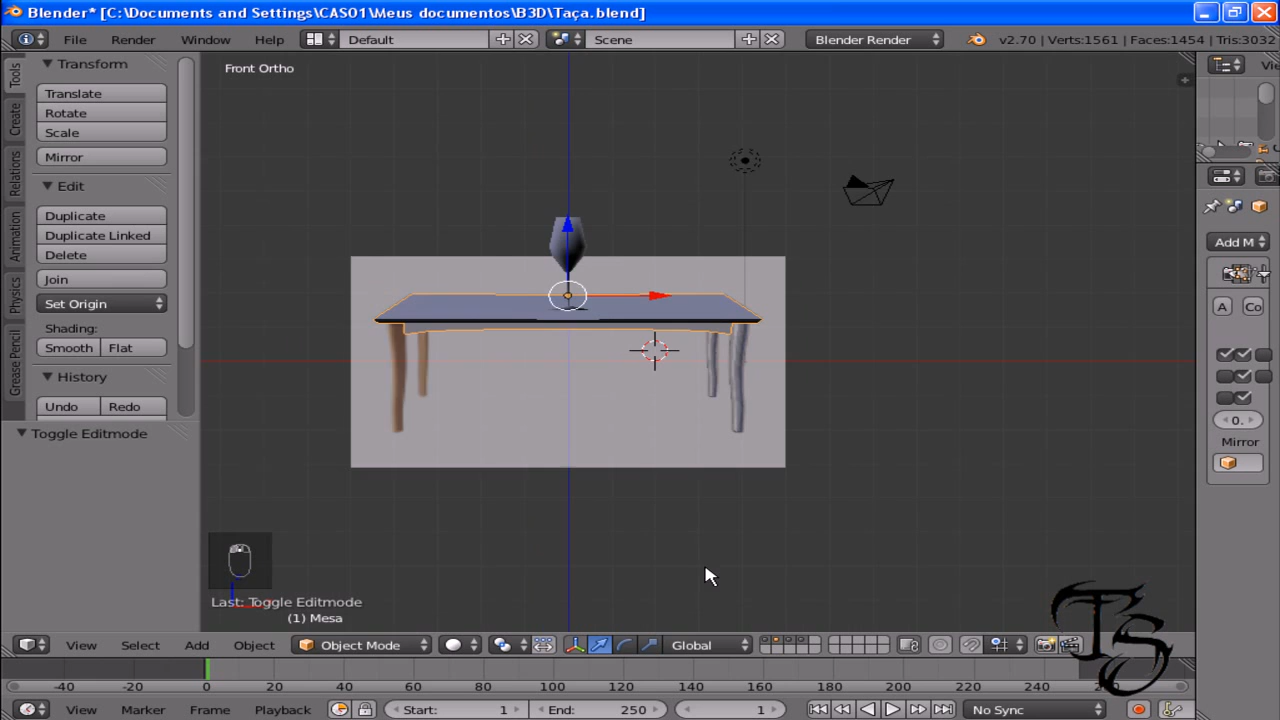 Blender* [C:\Documents and Settings\CAS01\Meus documentos\B3D\Taça.blend]
File Render Window Help Default Scene Blender Render v2.70 | Verts:1561 | Faces:1454 | Tris:3032
Tools
Create
Relations
Animation
Physics
Grease Pencil
Transform
Translate
Rotate
Scale
Mirror
Edit
Duplicate
Duplicate Linked
Delete
Join
Set Origin
Shading:
Smooth Flat
History
Undo Redo
Toggle Editmode
Front Ortho
Last: Toggle Editmode
(1) Mesa
Add M
A Co
0.
Mirror
View Select Add Object Object Mode Global
-40 -20 0 20 40 60 80 100 120 140 160 180 200 220 240
View Marker Frame Playback Start: 1 End: 250 1 No Sync
TS